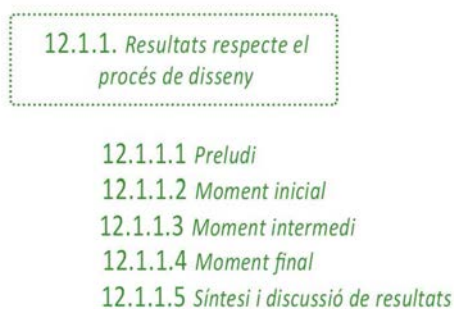 12.1.1. Resultats respecte el
procés de disseny
12.1.1.1 Preludi
12.1.1.2 Moment inicial
12.1.1.3 Moment intermedi
12.1.1.4 Moment final
12.1.1.5 Síntesi i discussió de resultats